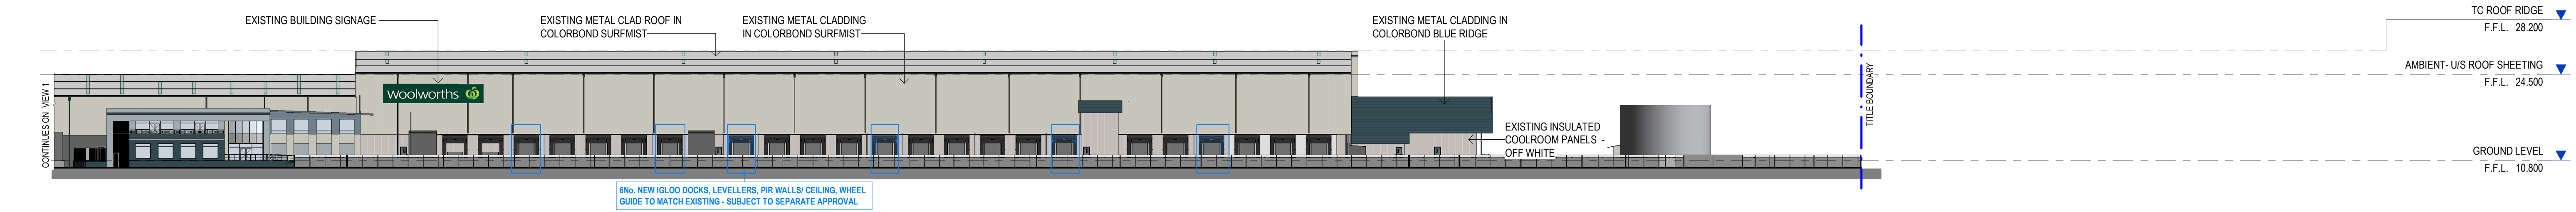 EXISTING BUILDING SIGNAGE
EXISTING METAL CLAD ROOF IN
COLORBOND SURFMIST
EXISTING METAL CLADDING
IN COLORBOND SURFMIST
EXISTING METAL CLADDING IN
COLORBOND BLUE RIDGE
TC ROOF RIDGE
F.F.L. 28.200
AMBIENT- U/S ROOF SHEETING
F.F.L. 24.500
CONTINUES ON VIEW 1
Woolworths
TITLE BOUNDARY
EXISTING INSULATED
COOLROOM PANELS -
OFF WHITE
GROUND LEVEL
F.F.L. 10.800
6No. NEW IGLOO DOCKS, LEVELLERS, PIR WALLS/ CEILING, WHEEL
GUIDE TO MATCH EXISTING - SUBJECT TO SEPARATE APPROVAL